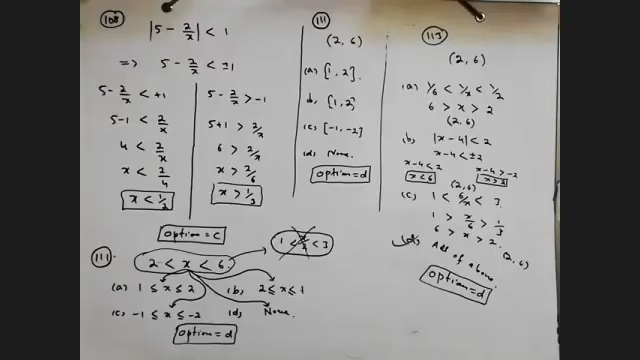 108
|5 - 2/x| < 1
=> 5 - 2/x < ±1
5 - 2/x < +1
5-1 < 2/x
4 < 2/x
x < 2/4
x < 1/2
5 - 2/x > -1
5+1 > 2/x
6 > 2/x
x > 2/6
x > 1/3
option = c
111
(2, 6)
(a) [1, 2].
(b) [1, 2)
(c) [-1, -2]
(d) None.
option = d
113
(2, 6)
(a) 1/6 < 1/x < 1/2
6 > x > 2
(2, 6)
(b) |x-4| < 2
x-4 < ±2
x-4 < 2
x < 6
x-4 > -2
x > 2
(2, 6)
(c) 1 < 6/x < 3
1 > x/6 > 1/3
6 > x > 2. (2, 6)
(d) All of above.
option = d
111.
2 < x < 6
1 < x/2 < 3
(a) 1 ≤ x ≤ 2
(b) 2 ≤ x ≤ 1
(c) -1 ≤ x ≤ -2
(d) None.
option = d